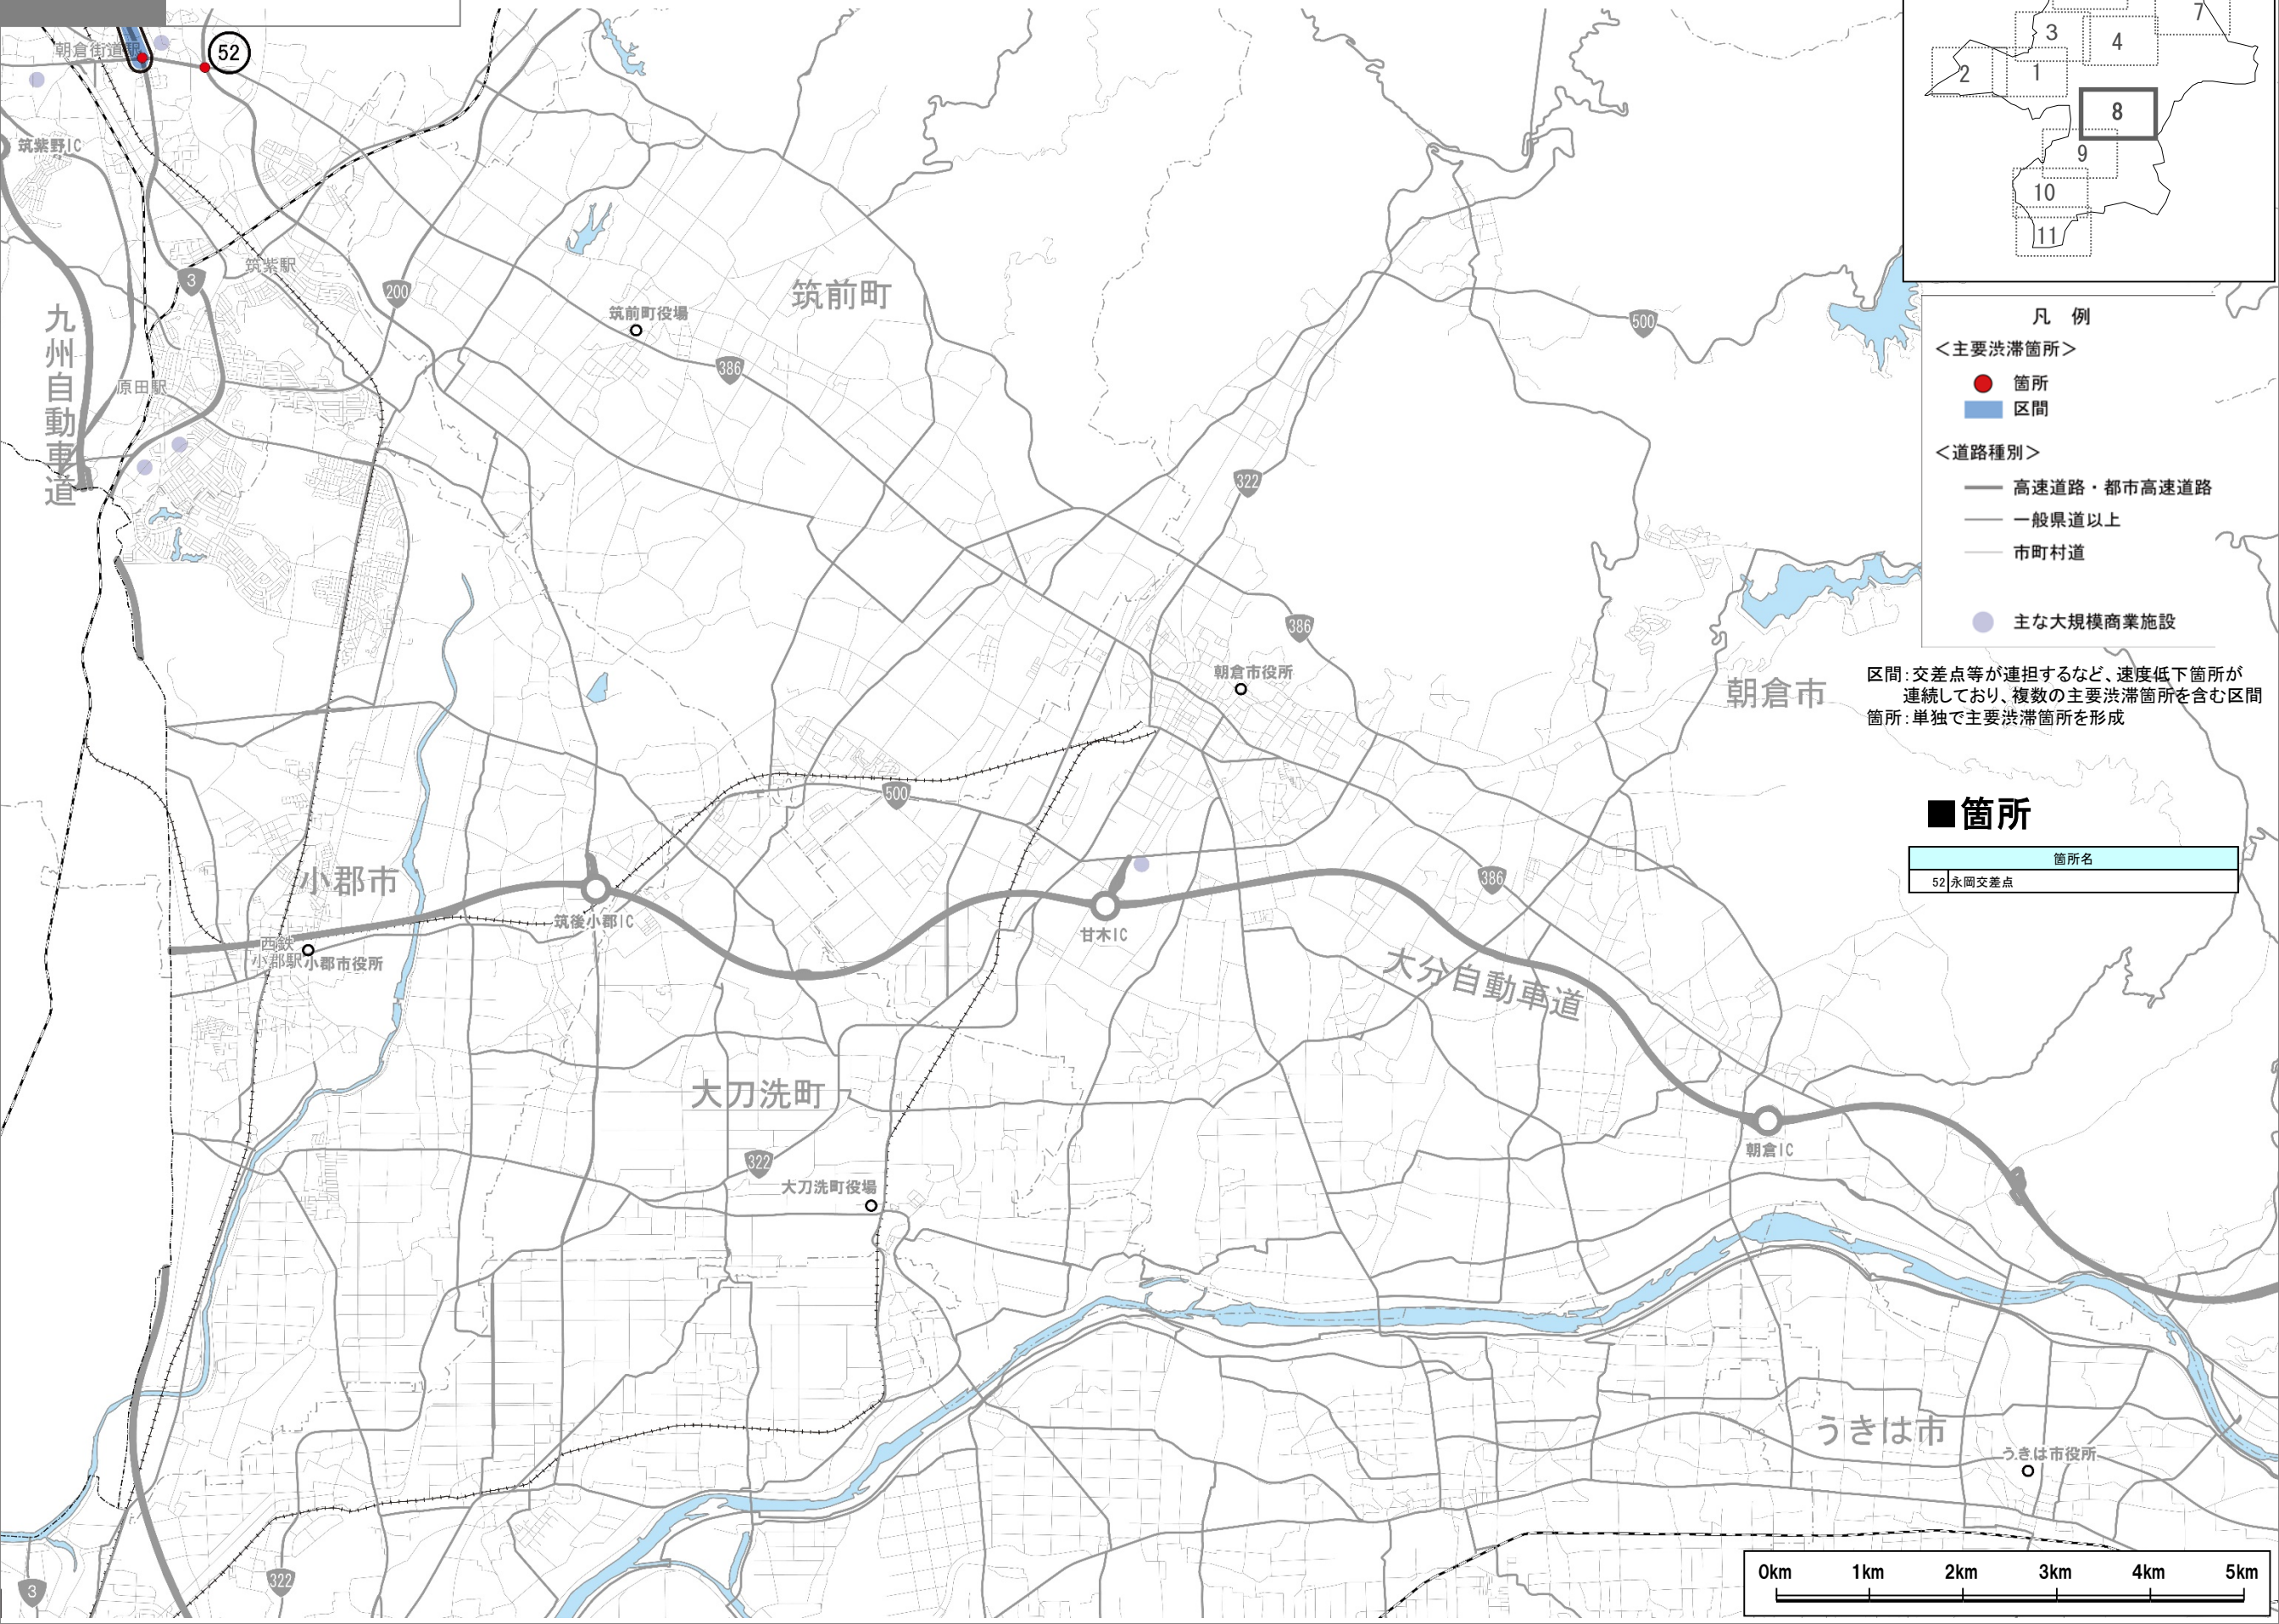 朝倉街道駅
52
筑紫野IC
3
筑紫駅
200
九州自動車道
原田駅
筑前町役場
筑前町
386
500
322
386
朝倉市役所
朝倉市
500
小郡市
筑後小郡IC
西鉄
小郡駅
小郡市役所
甘木IC
386
大分自動車道
大刀洗町
322
大刀洗町役場
朝倉IC
うきは市
うきは市役所
3
322
7
3
4
2
1
8
9
10
11
凡 例
<主要渋滞箇所>
箇所
区間
<道路種別>
高速道路・都市高速道路
一般県道以上
市町村道
主な大規模商業施設
区間:交差点等が連担するなど、速度低下箇所が
連続しており、複数の主要渋滞箇所を含む区間
箇所:単独で主要渋滞箇所を形成
■箇所
箇所名
52 永岡交差点
0km 1km 2km 3km 4km 5km